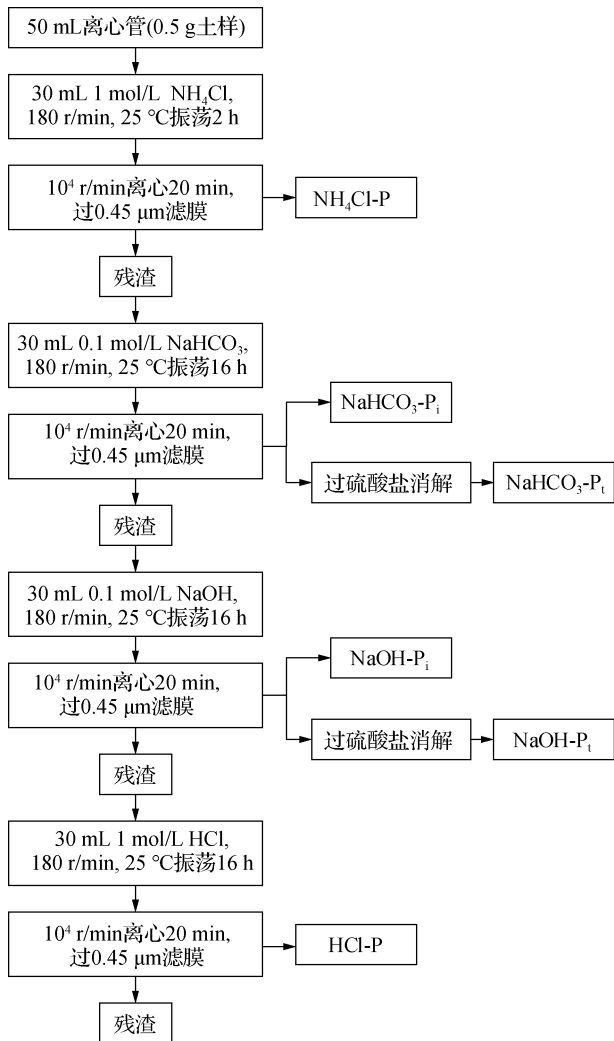 50 mL离心管(0.5 g土样)
30 mL 1 mol/L NH₄Cl,
180 r/min, 25 ℃振荡2 h
10⁴ r/min离心20 min,
过0.45 μm滤膜
NH₄Cl-P
残渣
30 mL 0.1 mol/L NaHCO₃,
180 r/min, 25 ℃振荡16 h
10⁴ r/min离心20 min,
过0.45 μm滤膜
NaHCO₃-Pᵢ
过硫酸盐消解
NaHCO₃-Pₜ
残渣
30 mL 0.1 mol/L NaOH,
180 r/min, 25 ℃振荡16 h
10⁴ r/min离心20 min,
过0.45 μm滤膜
NaOH-Pᵢ
过硫酸盐消解
NaOH-Pₜ
残渣
30 mL 1 mol/L HCl,
180 r/min, 25 ℃振荡16 h
10⁴ r/min离心20 min,
过0.45 μm滤膜
HCl-P
残渣